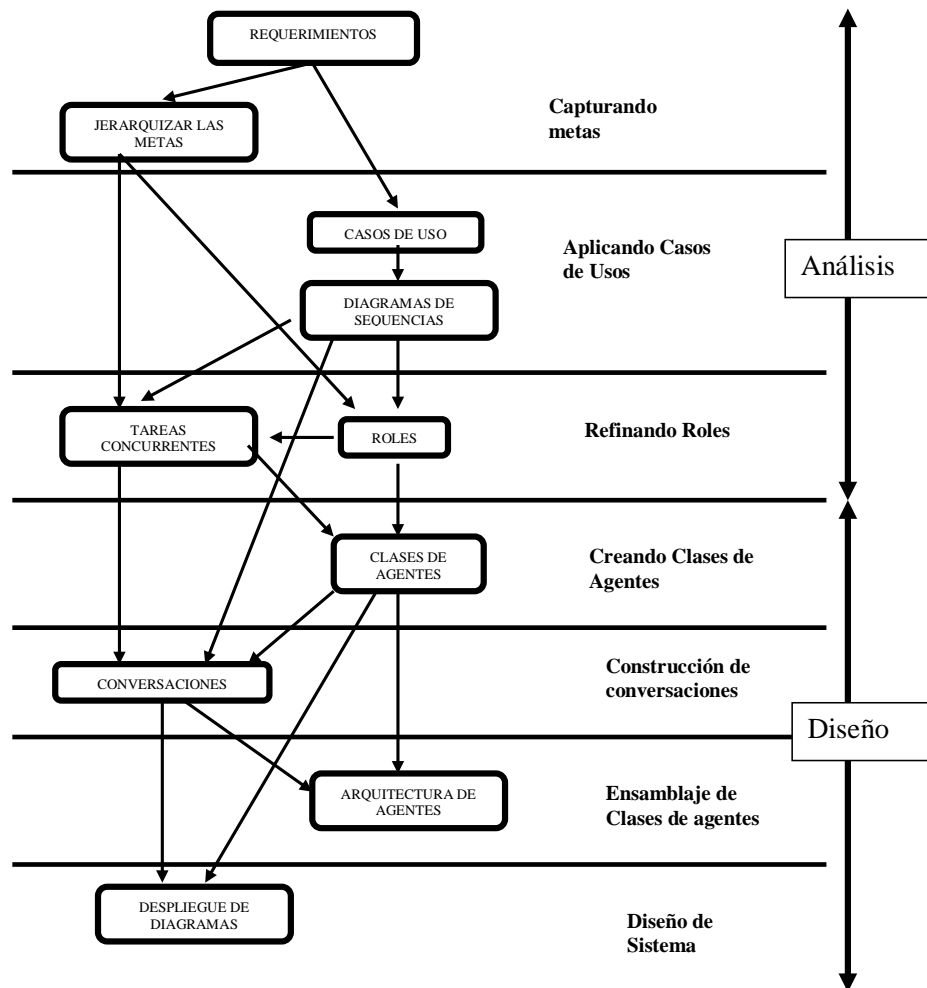 REQUERIMIENTOS
JERARQUIZAR LAS
METAS
Capturando
metas
CASOS DE USO
Aplicando Casos
de Usos
Análisis
DIAGRAMAS DE
SEQUENCIAS
TAREAS
CONCURRENTES
ROLES
Refinando Roles
CLASES DE
AGENTES
Creando Clases de
Agentes
CONVERSACIONES
Construcción de
conversaciones
Diseño
ARQUITECTURA DE
AGENTES
Ensamblaje de
Clases de agentes
DESPLIEGUE DE
DIAGRAMAS
Diseño de
Sistema